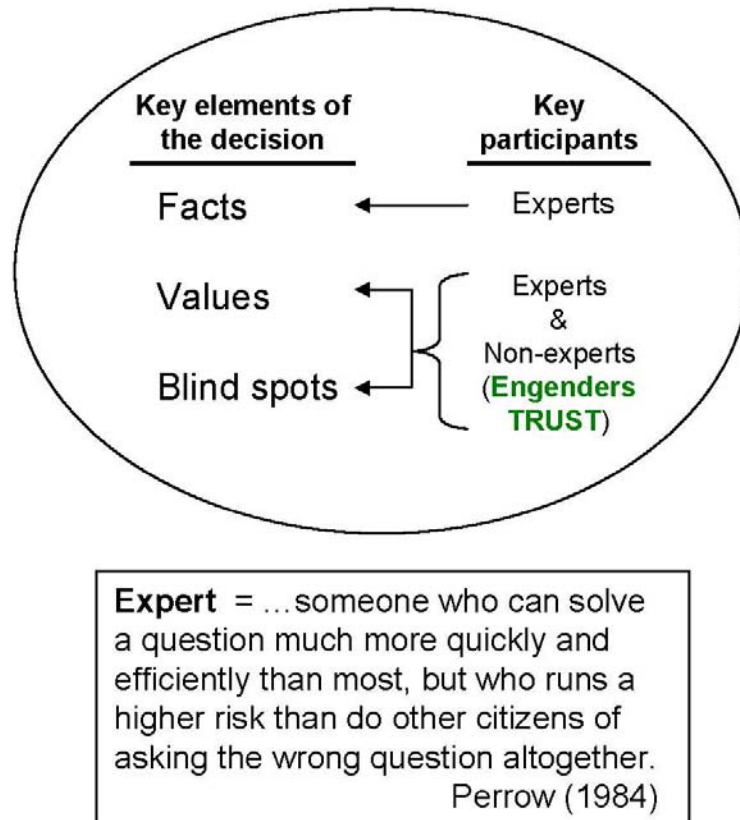 Key elements of
the decision
Key
participants
Facts
Experts
Values
Blind spots
Experts
&
Non-experts
(Engenders
TRUST)
Expert = ...someone who can solve
a question much more quickly and
efficiently than most, but who runs a
higher risk than do other citizens of
asking the wrong question altogether.
Perrow (1984)